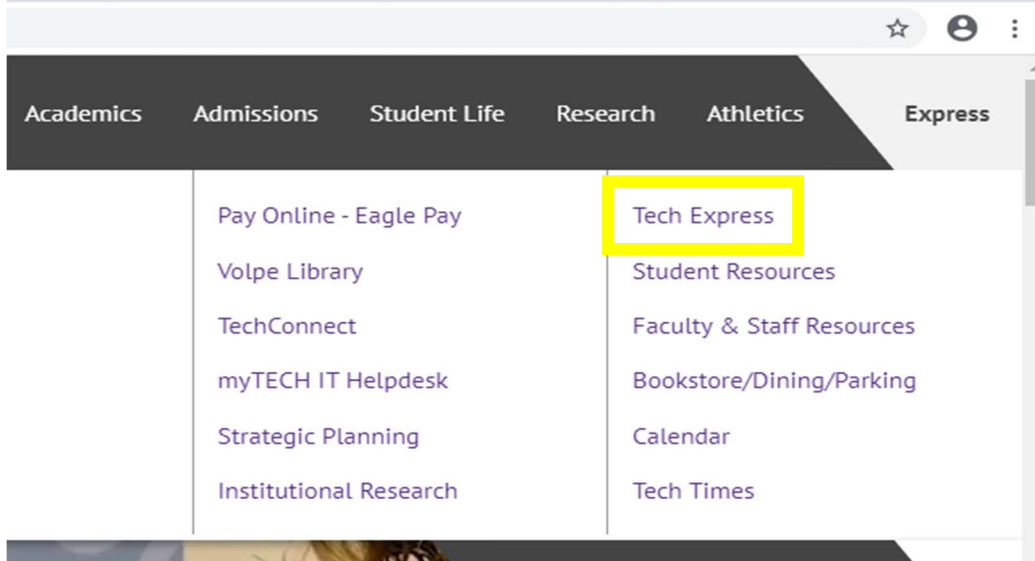 Academics Admissions Student Life Research Athletics Express
Pay Online - Eagle Pay
Volpe Library
TechConnect
myTECH IT Helpdesk
Strategic Planning
Institutional Research
Tech Express
Student Resources
Faculty & Staff Resources
Bookstore/Dining/Parking
Calendar
Tech Times